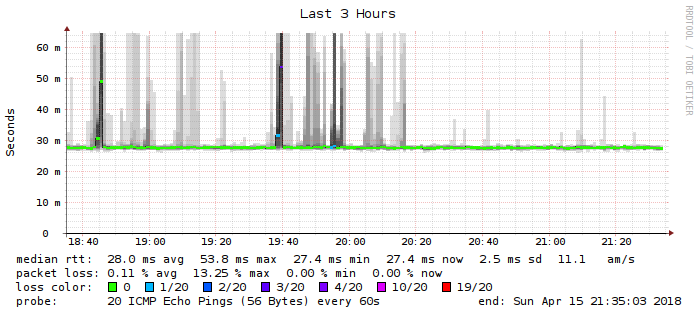 Last 3 Hours
RRDTOOL / TOBI OETIKER
Seconds
60 m
50 m
40 m
30 m
20 m
10 m
0
18:40 19:00 19:20 19:40 20:00 20:20 20:40 21:00 21:20
median rtt: 28.0 ms avg 53.8 ms max 27.4 ms min 27.4 ms now 2.5 ms sd 11.1 am/s
packet loss: 0.11 % avg 13.25 % max 0.00 % min 0.00 % now
loss color: 0 1/20 2/20 3/20 4/20 10/20 19/20
probe: 20 ICMP Echo Pings (56 Bytes) every 60s end: Sun Apr 15 21:35:03 2018